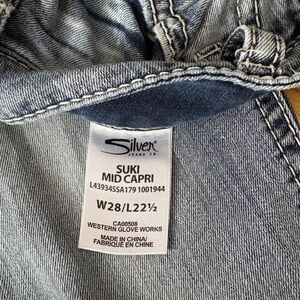 Silver
JEANS CO.
SUKI
MID CAPRI
L43934SSA179 1001944
W28/L22½
CA00508
WESTERN GLOVE WORKS
MADE IN CHINA/
FABRIQUÉ EN CHINE